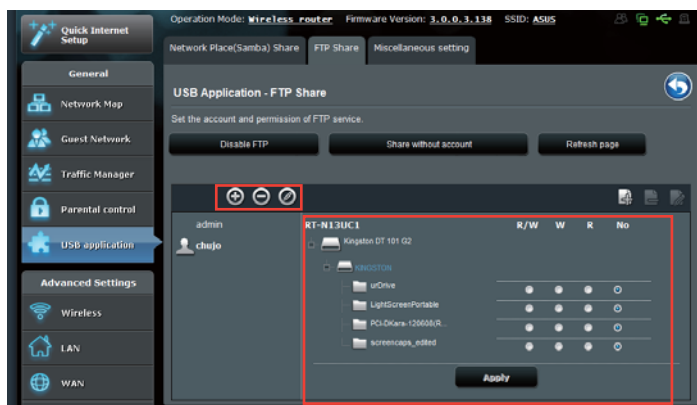 Operation Mode: Wireless router Firmware Version: 3.0.0.3.138 SSID: ASUS
Quick Internet
Setup
Network Place(Samba) Share FTP Share Miscellaneous setting
General
USB Application - FTP Share
Network Map
Set the account and permission of FTP service.
Guest Network
Disable FTP Share without account Refresh page
Traffic Manager
Parental control
admin RT-N13UC1 R/W W R No
USB application
chujo Kingston DT 101 G2
KINGSTON
Advanced Settings
urDrive
Wireless
LightScreenPortable
PCI-DKara-120608(R...
LAN
screencaps_edited
WAN
Apply